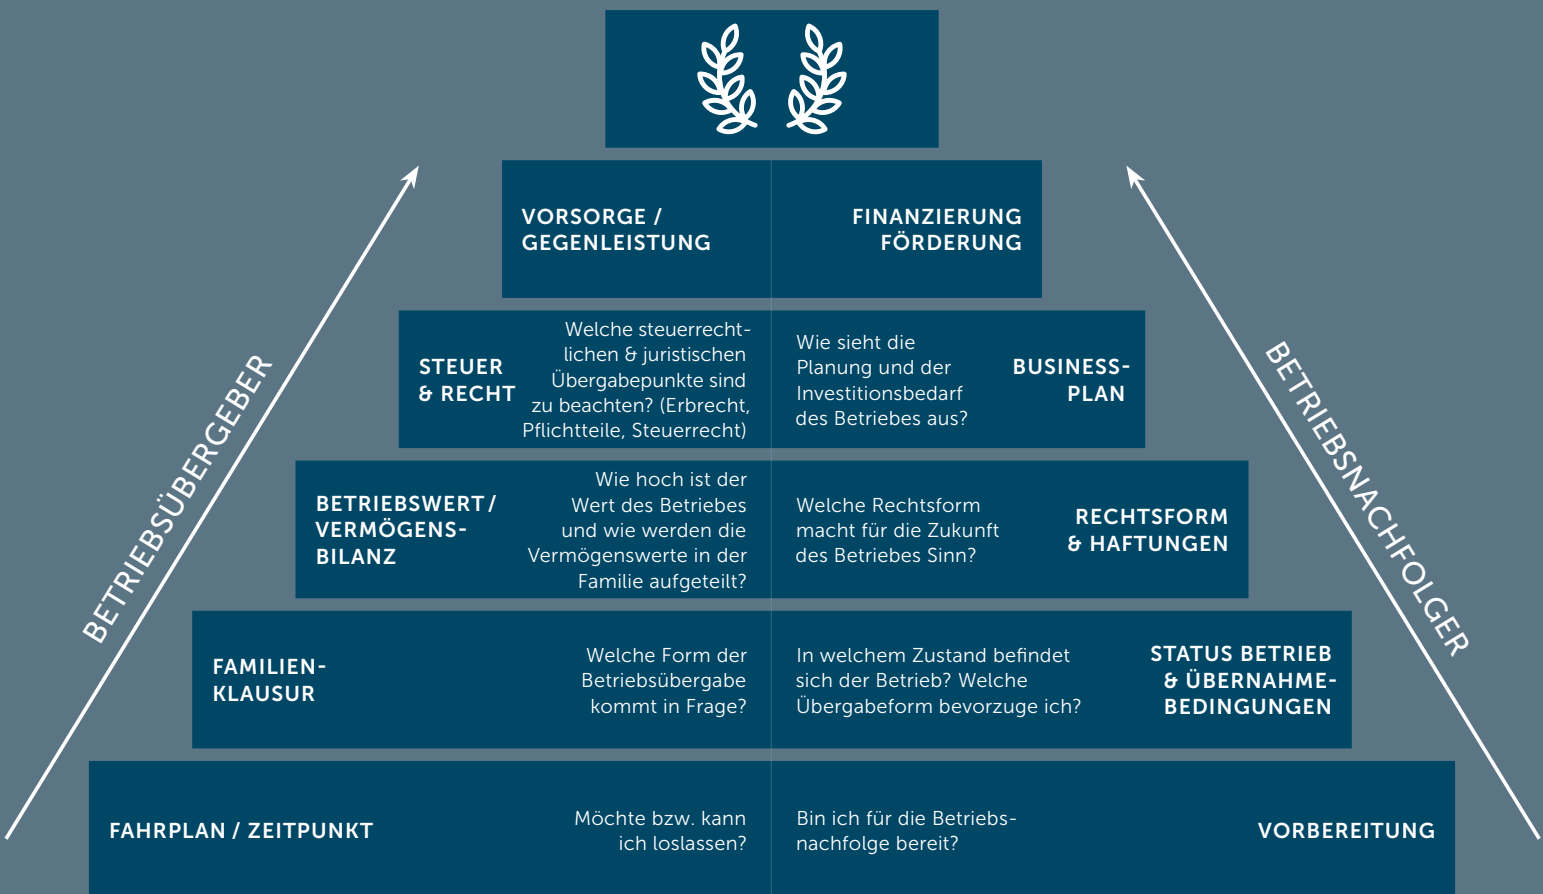 VORSORGE /
GEGENLEISTUNG
FINANZIERUNG
FÖRDERUNG
STEUER
& RECHT
Welche steuerrecht-
lichen & juristischen
Übergabepunkte sind
zu beachten? (Erbrecht,
Pflichtteile, Steuerrecht)
Wie sieht die
Planung und der
Investitionsbedarf
des Betriebes aus?
BUSINESS-
PLAN
BETRIEBSWERT /
VERMÖGENS-
BILANZ
Wie hoch ist der
Wert des Betriebes
und wie werden die
Vermögenswerte in der
Familie aufgeteilt?
Welche Rechtsform
macht für die Zukunft
des Betriebes Sinn?
RECHTSFORM
& HAFTUNGEN
FAMILIEN-
KLAUSUR
Welche Form der
Betriebsübergabe
kommt in Frage?
In welchem Zustand befindet
sich der Betrieb? Welche
Übergabeform bevorzuge ich?
STATUS BETRIEB
& ÜBERNAHME-
BEDINGUNGEN
FAHRPLAN / ZEITPUNKT
Möchte bzw. kann
ich loslassen?
Bin ich für die Betriebs-
nachfolge bereit?
VORBEREITUNG
BETRIEBSÜBERGEBER
BETRIEBSNACHFOLGER